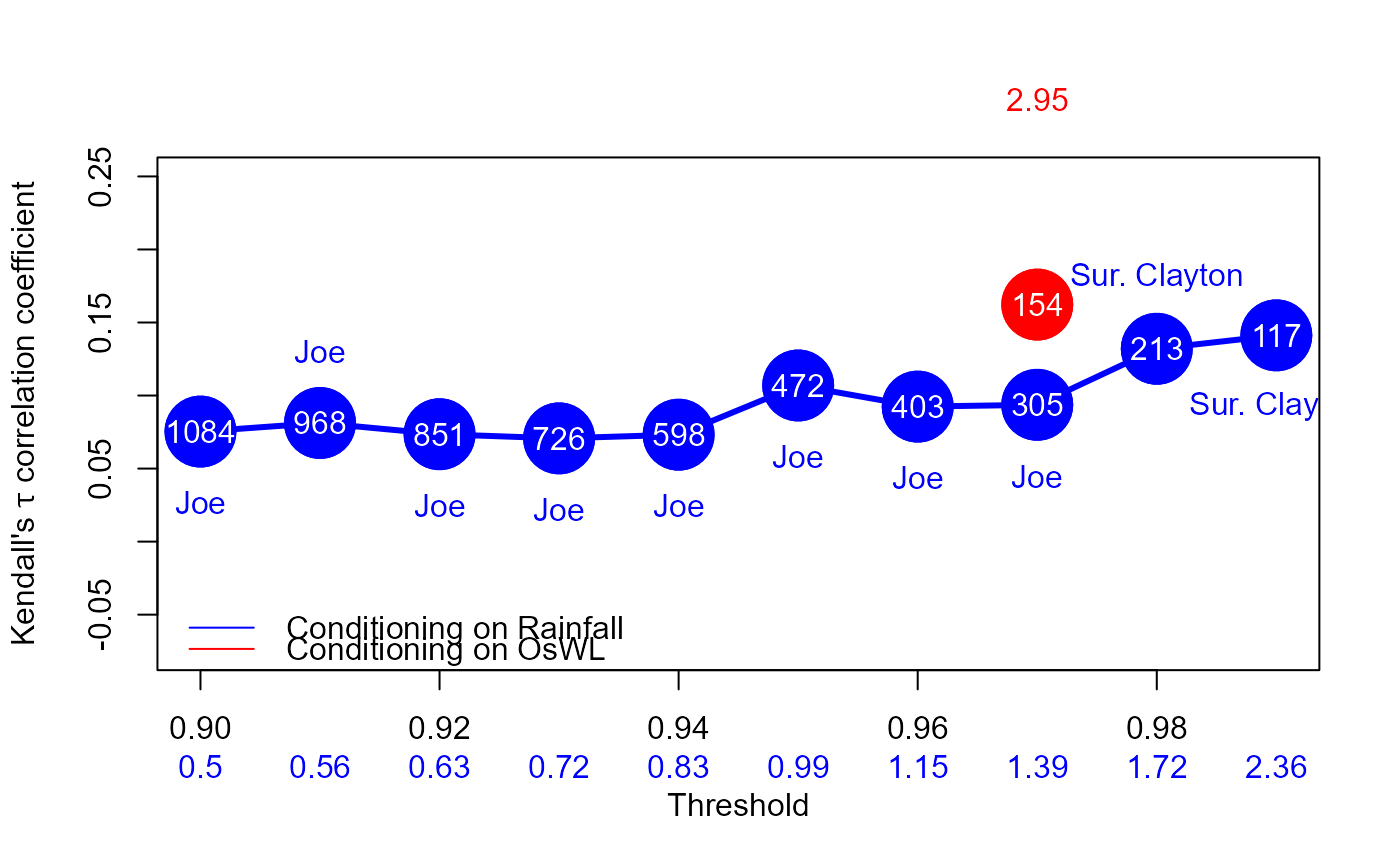 2.95
Kendall's τ correlation coefficient
0.25
0.15
0.05
-0.05
154
Sur. Clayton
1084
968
851
726
598
472
403
305
213
117
Joe
Joe
Joe
Joe
Joe
Joe
Joe
Joe
Sur. Clay
Conditioning on Rainfall
Conditioning on OsWL
0.90 0.92 0.94 0.96 0.98
0.5 0.56 0.63 0.72 0.83 0.99 1.15 1.39 1.72 2.36
Threshold